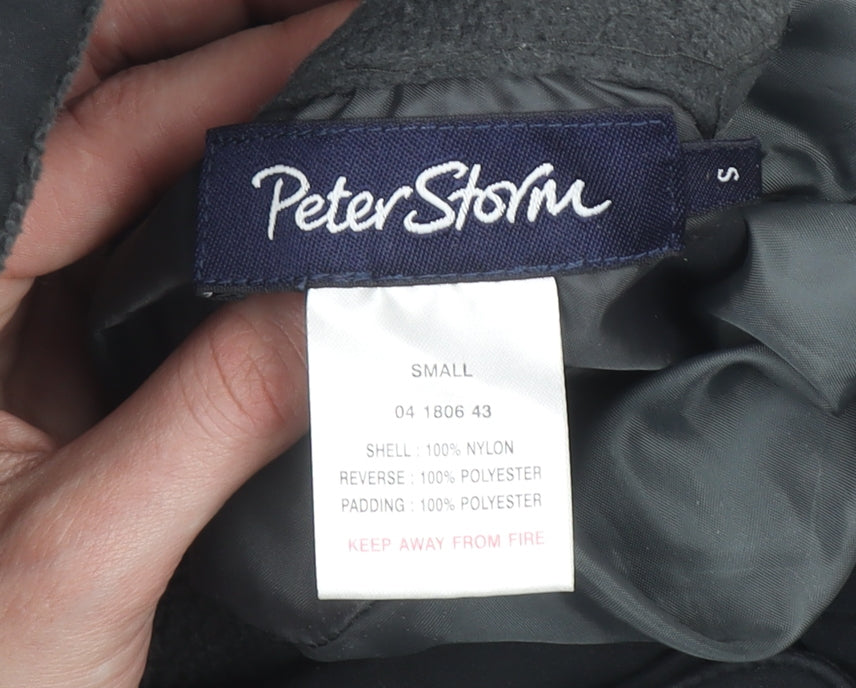 Peter Storm
S
SMALL
04 1806 43
SHELL : 100% NYLON
REVERSE : 100% POLYESTER
PADDING : 100% POLYESTER
KEEP AWAY FROM FIRE